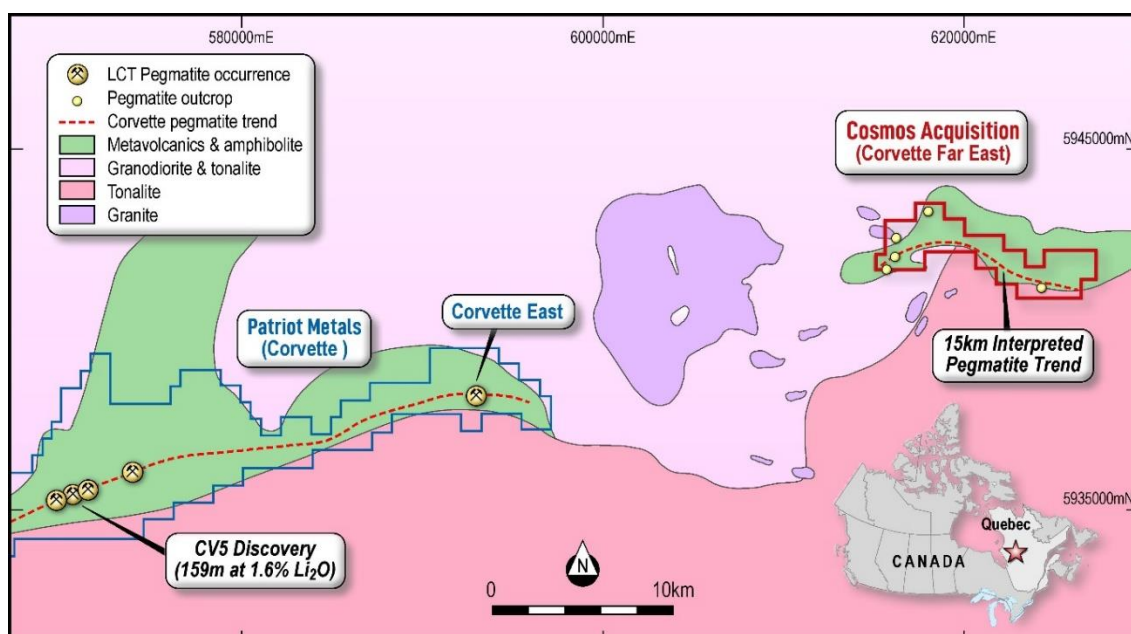 580000mE
600000mE
620000mE
LCT Pegmatite occurrence
Pegmatite outcrop
Corvette pegmatite trend
Metavolcanics & amphibolite
Granodiorite & tonalite
Tonalite
Granite
Cosmos Acquisition
(Corvette Far East)
5945000mN
Patriot Metals
(Corvette )
Corvette East
15km Interpreted
Pegmatite Trend
5935000mN
CV5 Discovery
(159m at 1.6% Li₂O)
N
0
10km
Quebec
CANADA